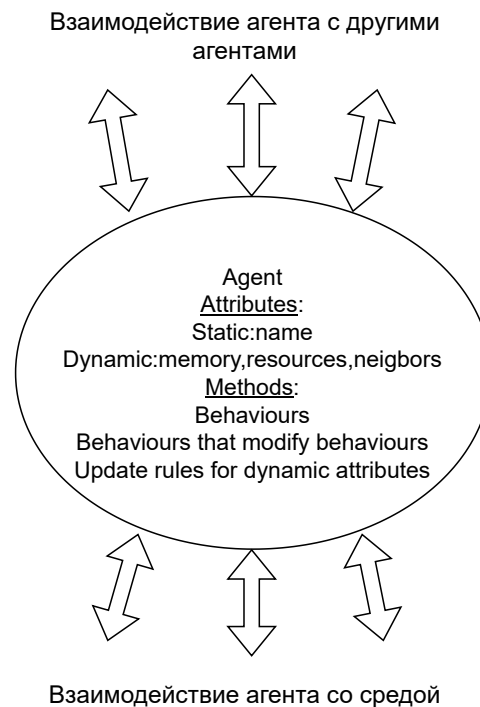 Взаимодействие агента с другими
агентами
Agent
Attributes:
Static:name
Dynamic:memory,resources,neigbors
Methods:
Behaviours
Behaviours that modify behaviours
Update rules for dynamic attributes
Взаимодействие агента со средой